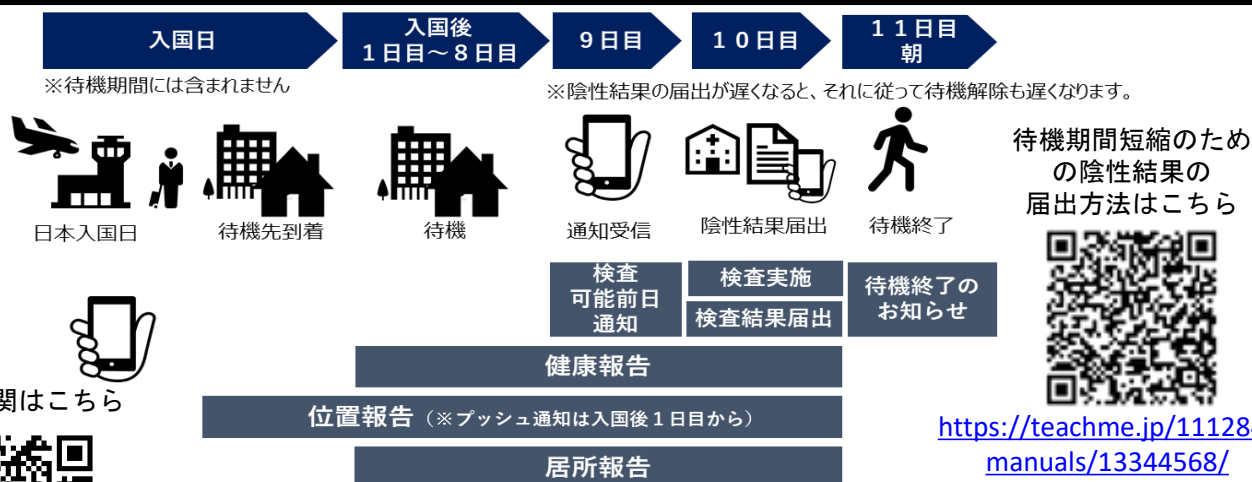 入国日
入国後
1日目～8日目
9日目
10日目
11日目
朝
※待機期間には含まれません
※陰性結果の届出が遅くなると、それに従って待機解除も遅くなります。
日本入国日
待機先到着
待機
通知受信
陰性結果届出
待機終了
待機期間短縮のため
の陰性結果の
届出方法はこちら
検査
可能前日
通知
検査実施
検査結果届出
待機終了の
お知らせ
健康報告
位置報告（※プッシュ通知は入国後1日目から）
居所報告
関はこちら
https://teachme.jp/11128
manuals/13344568/